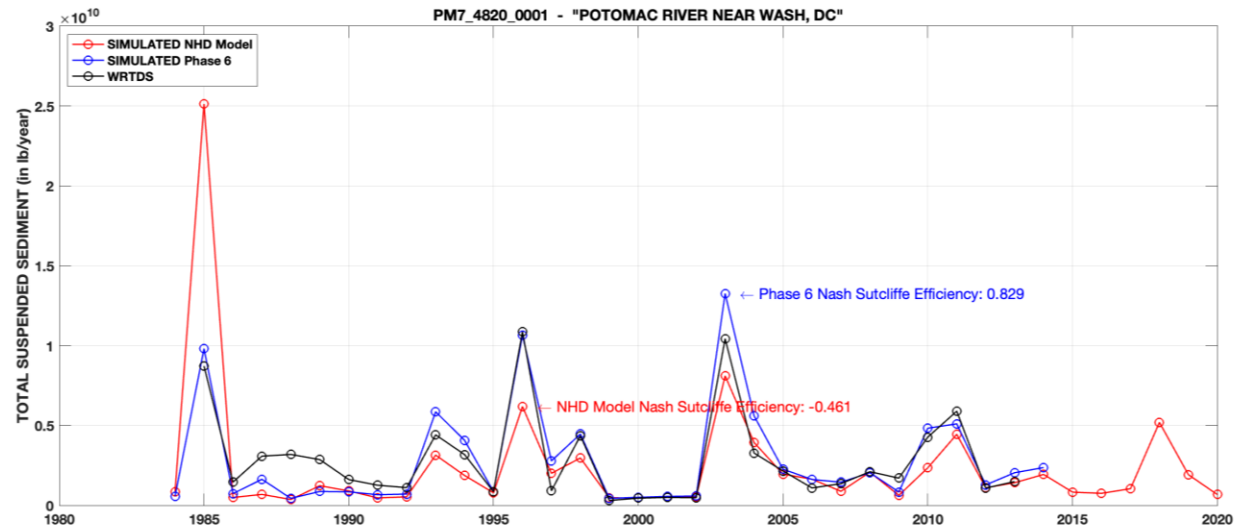 PM7_4820_0001 - "POTOMAC RIVER NEAR WASH, DC"
×10^10
3
2.5
2
1.5
1
0.5
0
TOTAL SUSPENDED SEDIMENT (in lb/year)
SIMULATED NHD Model
SIMULATED Phase 6
WRTDS
← Phase 6 Nash Sutcliffe Efficiency: 0.829
← NHD Model Nash Sutcliffe Efficiency: -0.461
1980 1985 1990 1995 2000 2005 2010 2015 2020